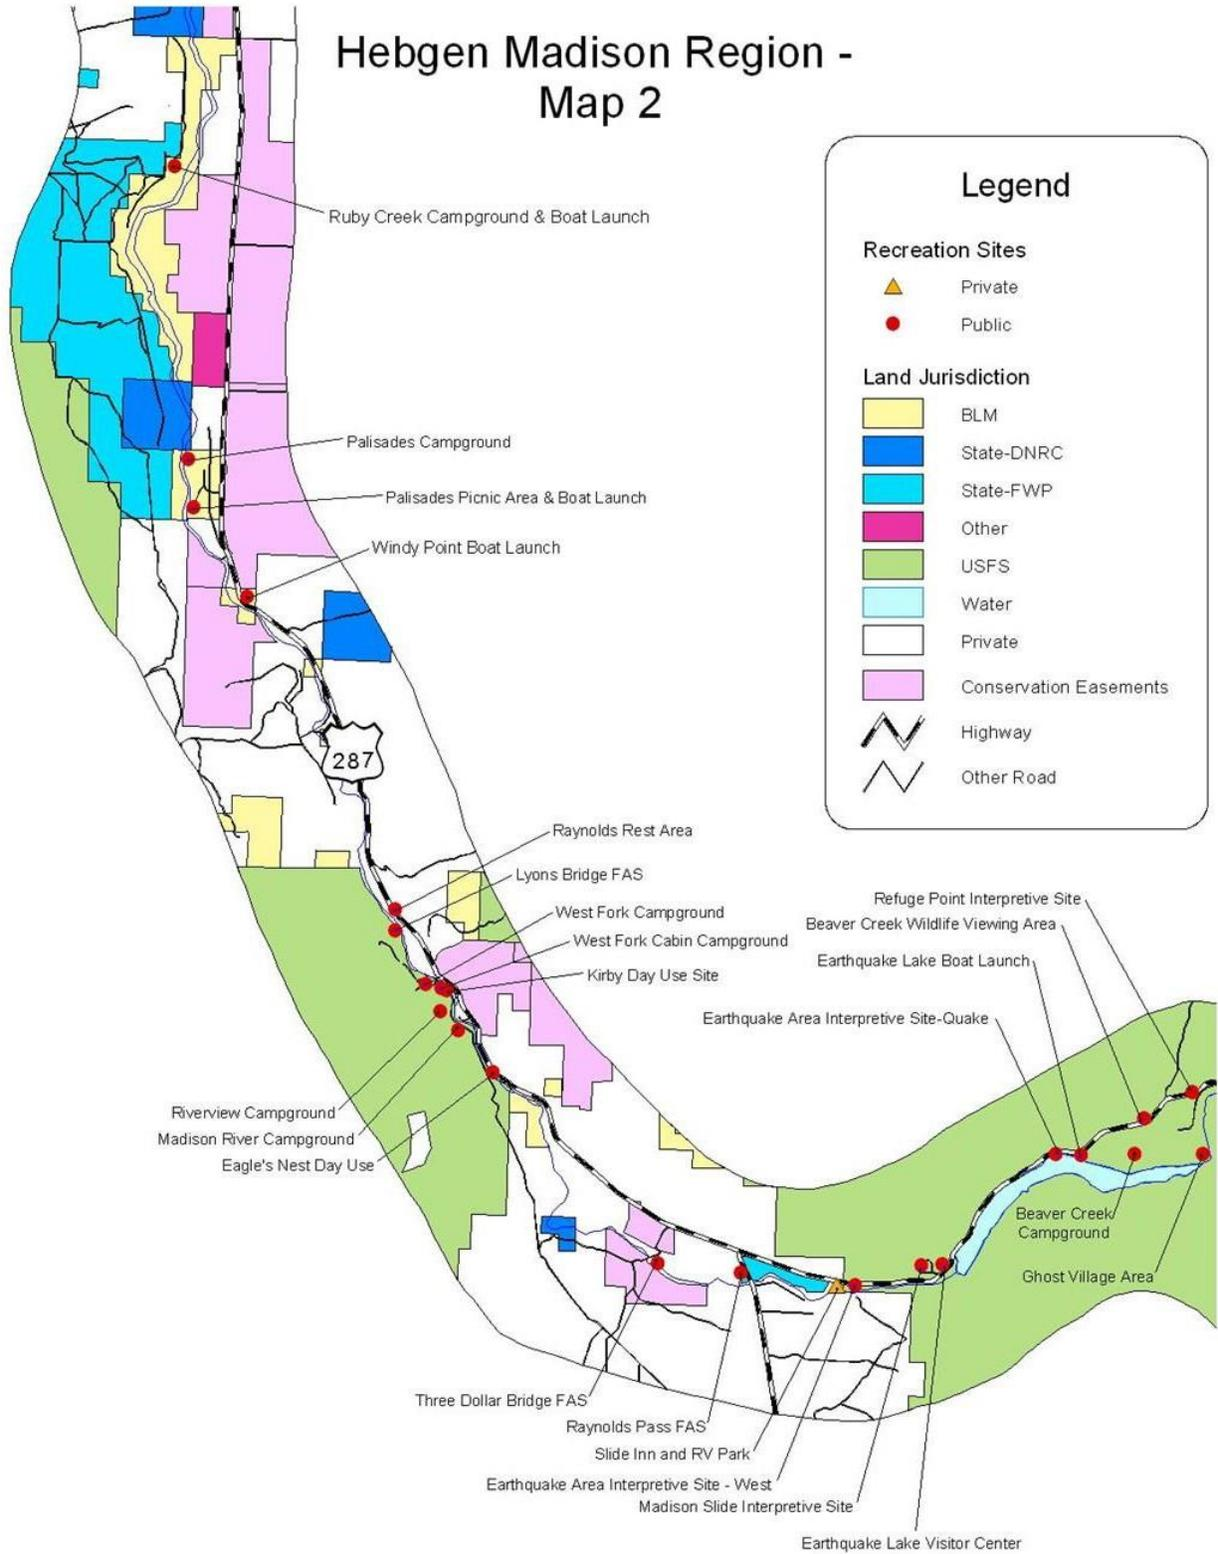 Hebgen Madison Region -
Map 2
Legend
Recreation Sites
Private
Public
Land Jurisdiction
BLM
State-DNRC
State-FWP
Other
USFS
Water
Private
Conservation Easements
Highway
Other Road
Ruby Creek Campground & Boat Launch
Palisades Campground
Palisades Picnic Area & Boat Launch
Windy Point Boat Launch
287
Raynolds Rest Area
Lyons Bridge FAS
West Fork Campground
West Fork Cabin Campground
Kirby Day Use Site
Refuge Point Interpretive Site
Beaver Creek Wildlife Viewing Area
Earthquake Lake Boat Launch
Earthquake Area Interpretive Site-Quake
Riverview Campground
Madison River Campground
Eagle's Nest Day Use
Beaver Creek
Campground
Ghost Village Area
Three Dollar Bridge FAS
Raynolds Pass FAS
Slide Inn and RV Park
Earthquake Area Interpretive Site - West
Madison Slide Interpretive Site
Earthquake Lake Visitor Center